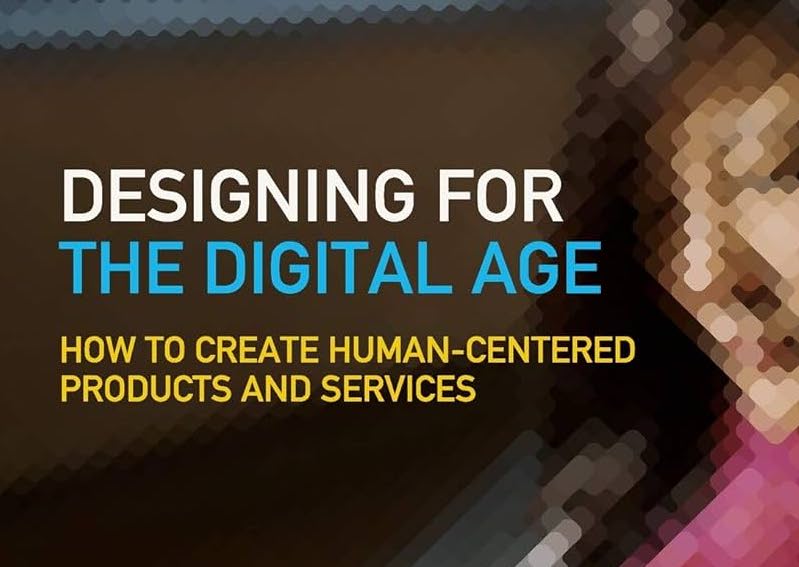 DESIGNING FOR
THE DIGITAL AGE
HOW TO CREATE HUMAN-CENTERED
PRODUCTS AND SERVICES